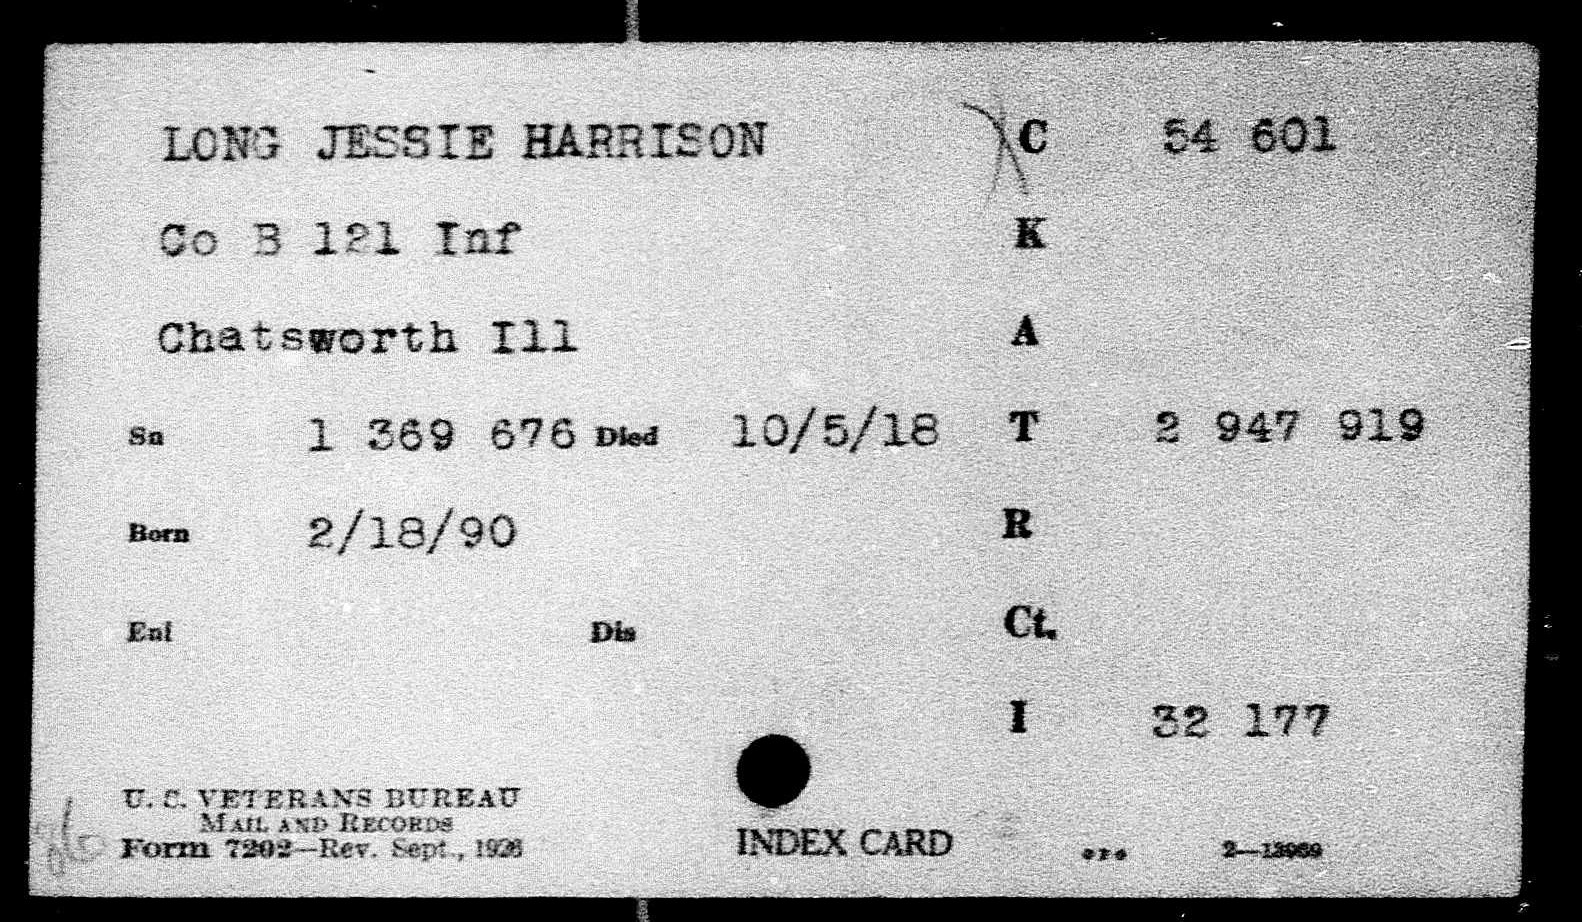 LONG JESSIE HARRISON C 54 601
Co B 121 Inf K
Chatsworth Ill A
Sn 1 369 676 Died 10/5/18 T 2 947 919
Born 2/18/90 R
Enl Dis Ct.
I 32 177
U. S. VETERANS BUREAU
MAIL AND RECORDS
Form 7202—Rev. Sept., 1926
INDEX CARD
2—13969